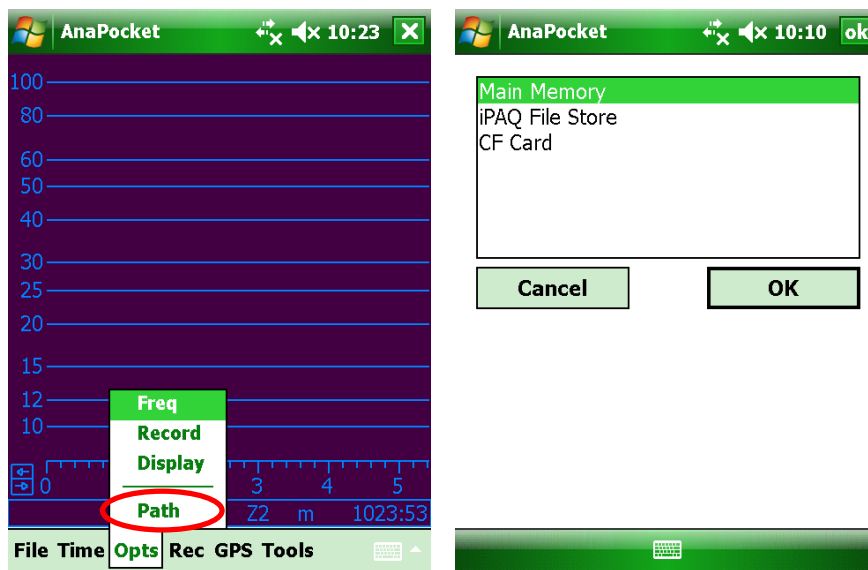 AnaPocket 10:23
100
80
60
50
40
30
25
20
15
12
10
Freq
Record
Display
Path
0 3 4 5
Z2 m 1023:53
File Time Opts Rec GPS Tools
AnaPocket 10:10 ok
Main Memory
iPAQ File Store
CF Card
Cancel OK